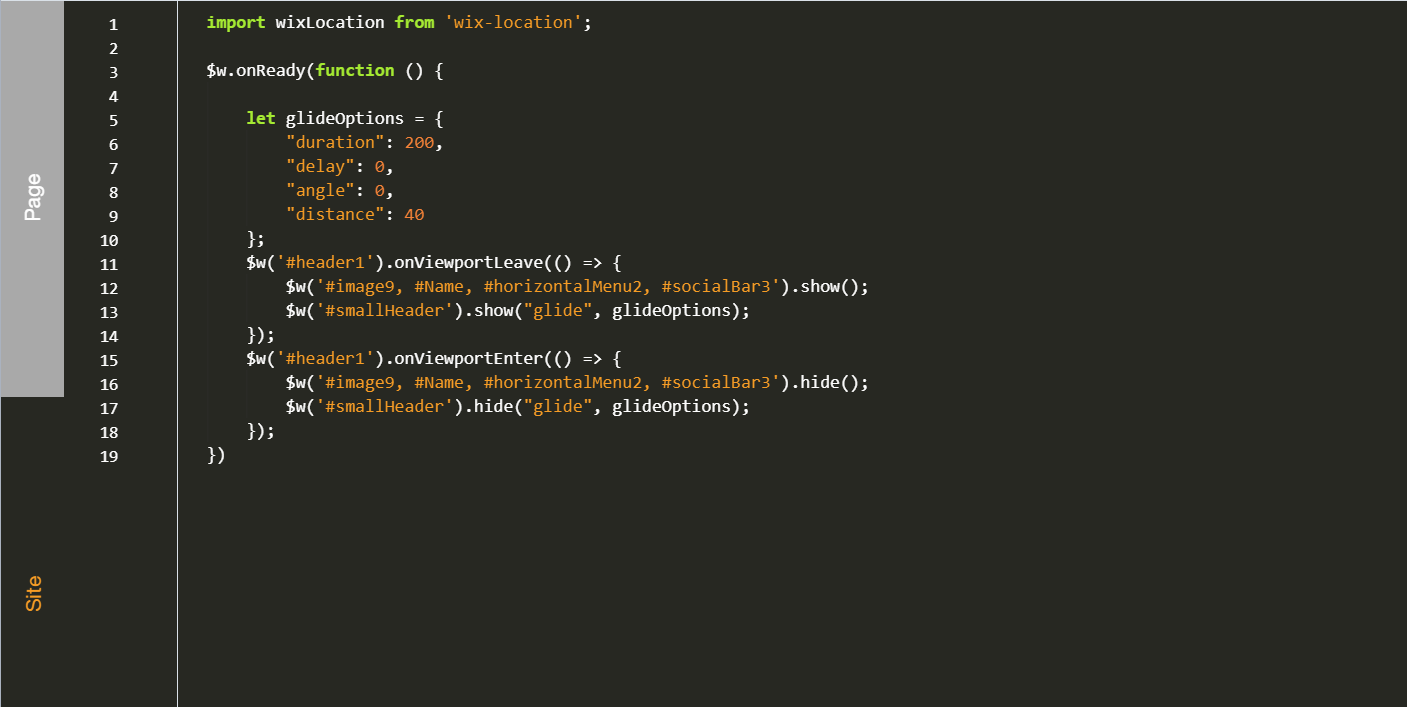 Page
Site
1 import wixLocation from 'wix-location';
2
3 $w.onReady(function () {
4
5     let glideOptions = {
6         "duration": 200,
7         "delay": 0,
8         "angle": 0,
9         "distance": 40
10     };
11     $w('#header1').onViewportLeave(() => {
12         $w('#image9, #Name, #horizontalMenu2, #socialBar3').show();
13         $w('#smallHeader').show("glide", glideOptions);
14     });
15     $w('#header1').onViewportEnter(() => {
16         $w('#image9, #Name, #horizontalMenu2, #socialBar3').hide();
17         $w('#smallHeader').hide("glide", glideOptions);
18     });
19 })